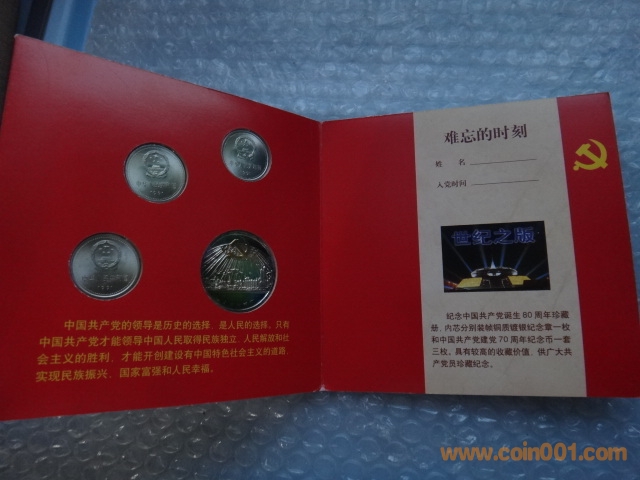 中国共产党的领导是历史的选择，是人民的选择，只有
中国共产党才能领导中国人民取得民族独立、人民解放和社
会主义的胜利，才能开创建设有中国特色社会主义的道路，
实现民族振兴、国家富强和人民幸福。
难忘的时刻
姓 名
入党时间
世纪之版
纪念中国共产党诞生80周年珍藏
册，内芯分别装帧铜质镀银纪念章一枚
和中国共产党建党70周年纪念币一套
三枚。具有较高的收藏价值，供广大共
产党员珍藏纪念。
www.coin001.com